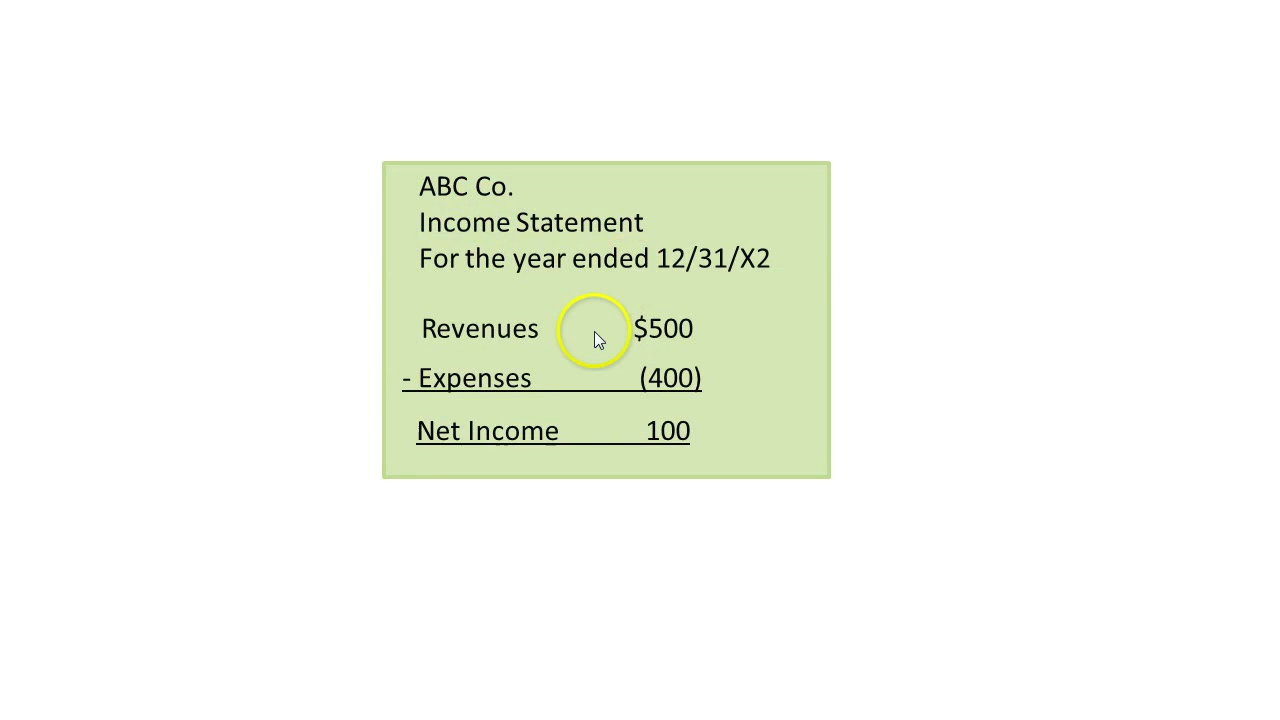 ABC Co.
Income Statement
For the year ended 12/31/X2
Revenues $500
- Expenses (400)
Net Income 100